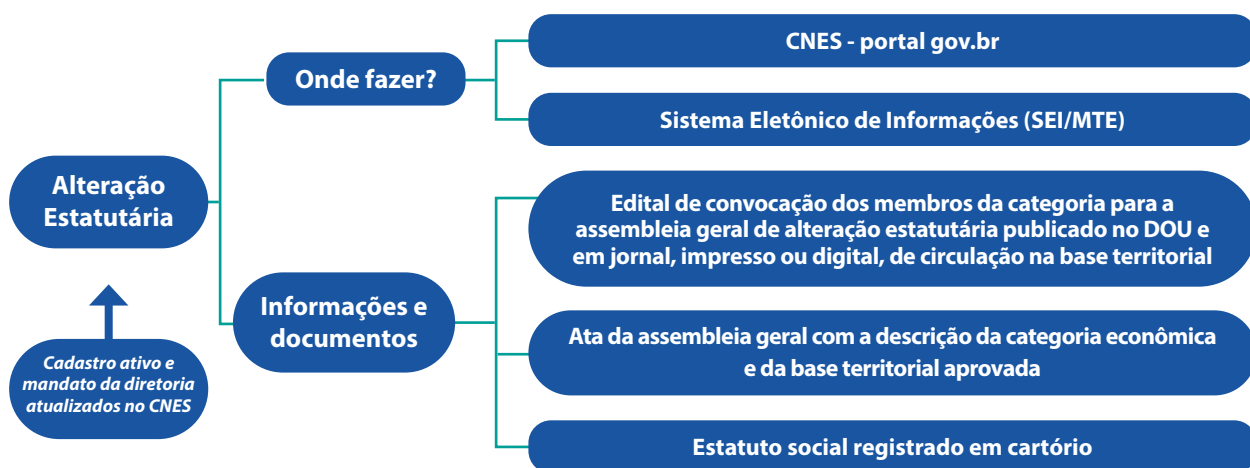 Alteração
Estatutária
Cadastro ativo e
mandato da diretoria
atualizados no CNES
Onde fazer?
CNES - portal gov.br
Sistema Eletônico de Informações (SEI/MTE)
Informações e
documentos
Edital de convocação dos membros da categoria para a
assembleia geral de alteração estatutária publicado no DOU e
em jornal, impresso ou digital, de circulação na base territorial
Ata da assembleia geral com a descrição da categoria econômica
e da base territorial aprovada
Estatuto social registrado em cartório